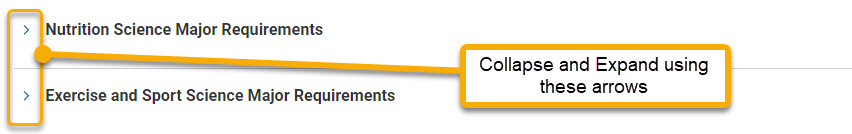 Nutrition Science Major Requirements
Collapse and Expand using
these arrows
Exercise and Sport Science Major Requirements